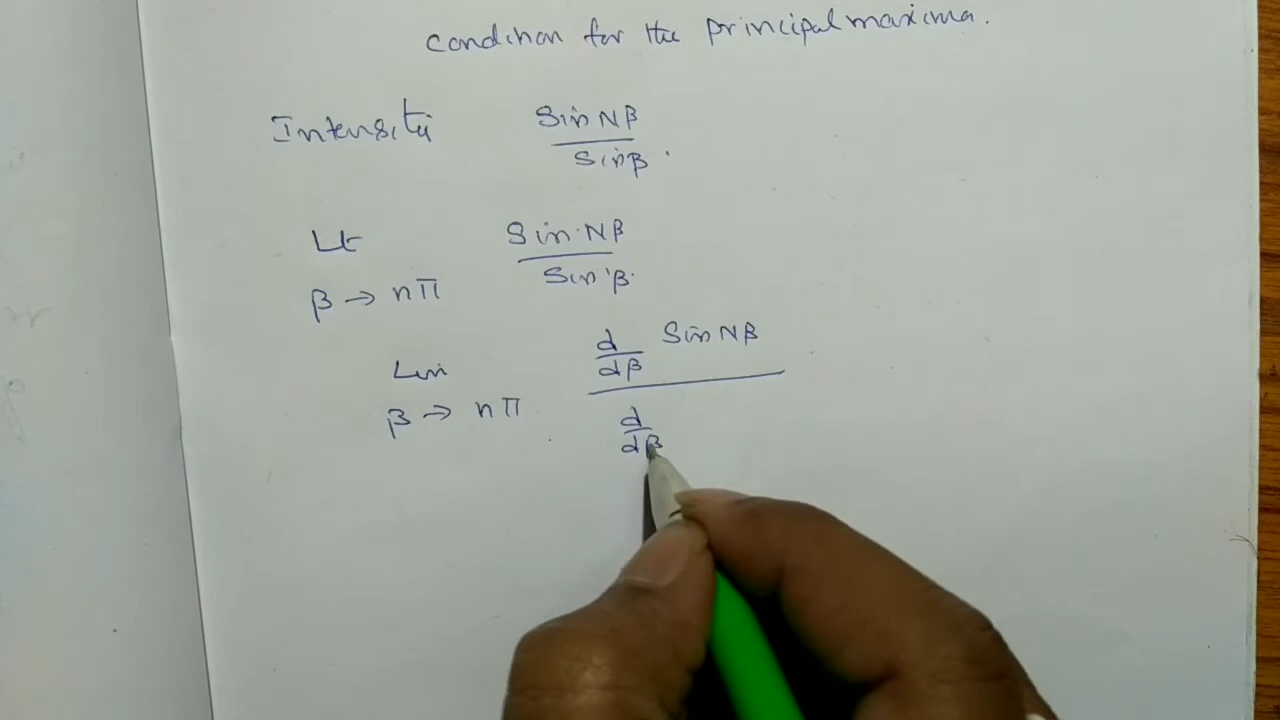 condition for the principal maxima.
Intensity Sin Nβ
Sinβ.
Lt Sin Nβ
β → nπ Sin β.
Lim d/dβ Sin Nβ
β → nπ d/dβ